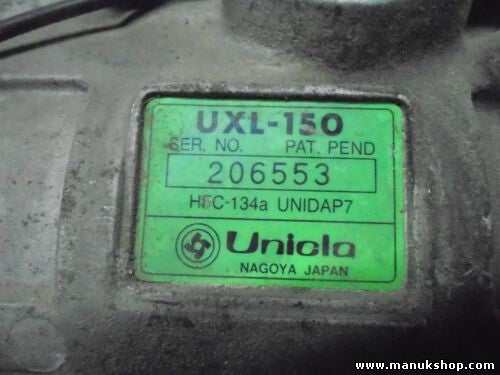 UXL-150
SER. NO. PAT. PEND
206553
HFC-134a UNIDAP7
Unicla
NAGOYA JAPAN
www.manukshop.com